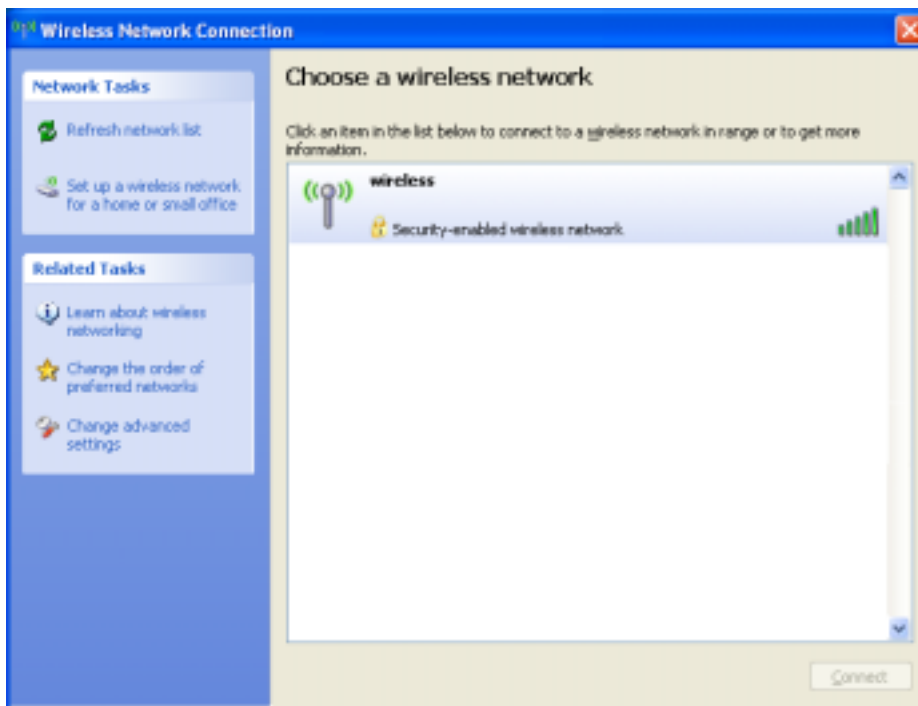 Wireless Network Connection
Network Tasks
Refresh network list
Set up a wireless network
for a home or small office
Related Tasks
Learn about wireless
networking
Change the order of
preferred networks
Change advanced
settings
Choose a wireless network
Click an item in the list below to connect to a wireless network in range or to get more
information.
wireless
Security-enabled wireless network
Connect